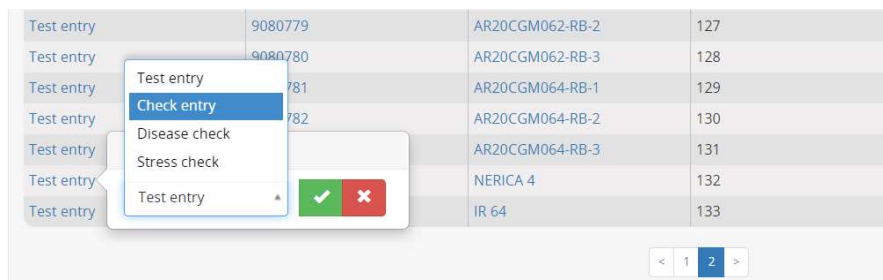 Test entry 9080779 AR20CGM062-RB-2 127
Test entry 9080780 AR20CGM062-RB-3 128
Test entry 781 AR20CGM064-RB-1 129
Test entry 782 AR20CGM064-RB-2 130
Test entry AR20CGM064-RB-3 131
Test entry NERICA 4 132
Test entry IR 64 133
Test entry
Check entry
Disease check
Stress check
Test entry
< 1 2 >